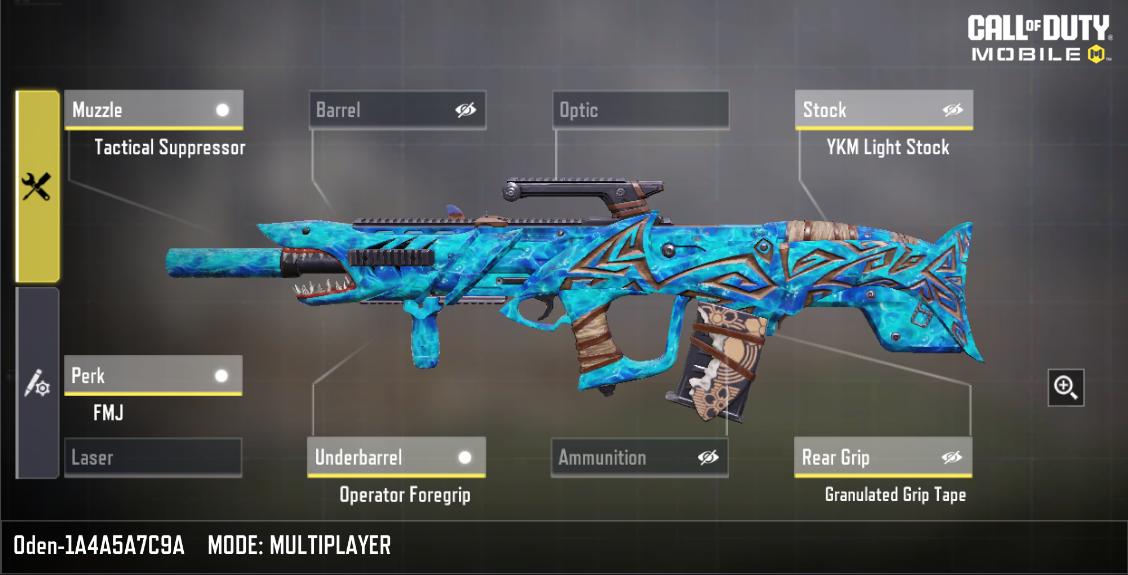 CALL OF DUTY
MOBILE
Muzzle
Barrel
Optic
Stock
Tactical Suppressor
YKM Light Stock
Perk
FMJ
Laser
Underbarrel
Ammunition
Rear Grip
Operator Foregrip
Granulated Grip Tape
Oden-1A4A5A7C9A MODE: MULTIPLAYER